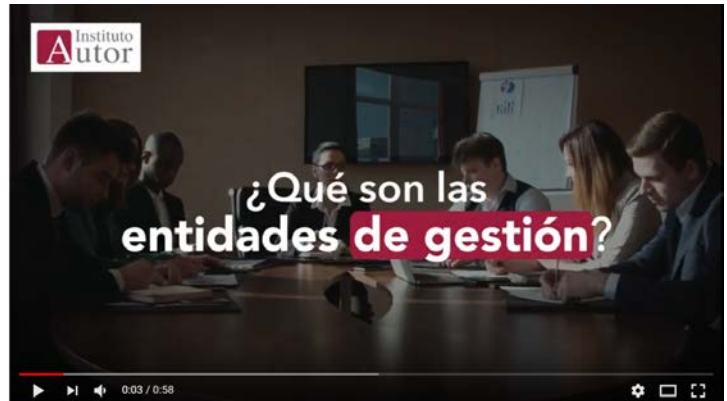 Instituto
Autor
¿Qué son las
entidades de gestión?
0:03 / 0:58